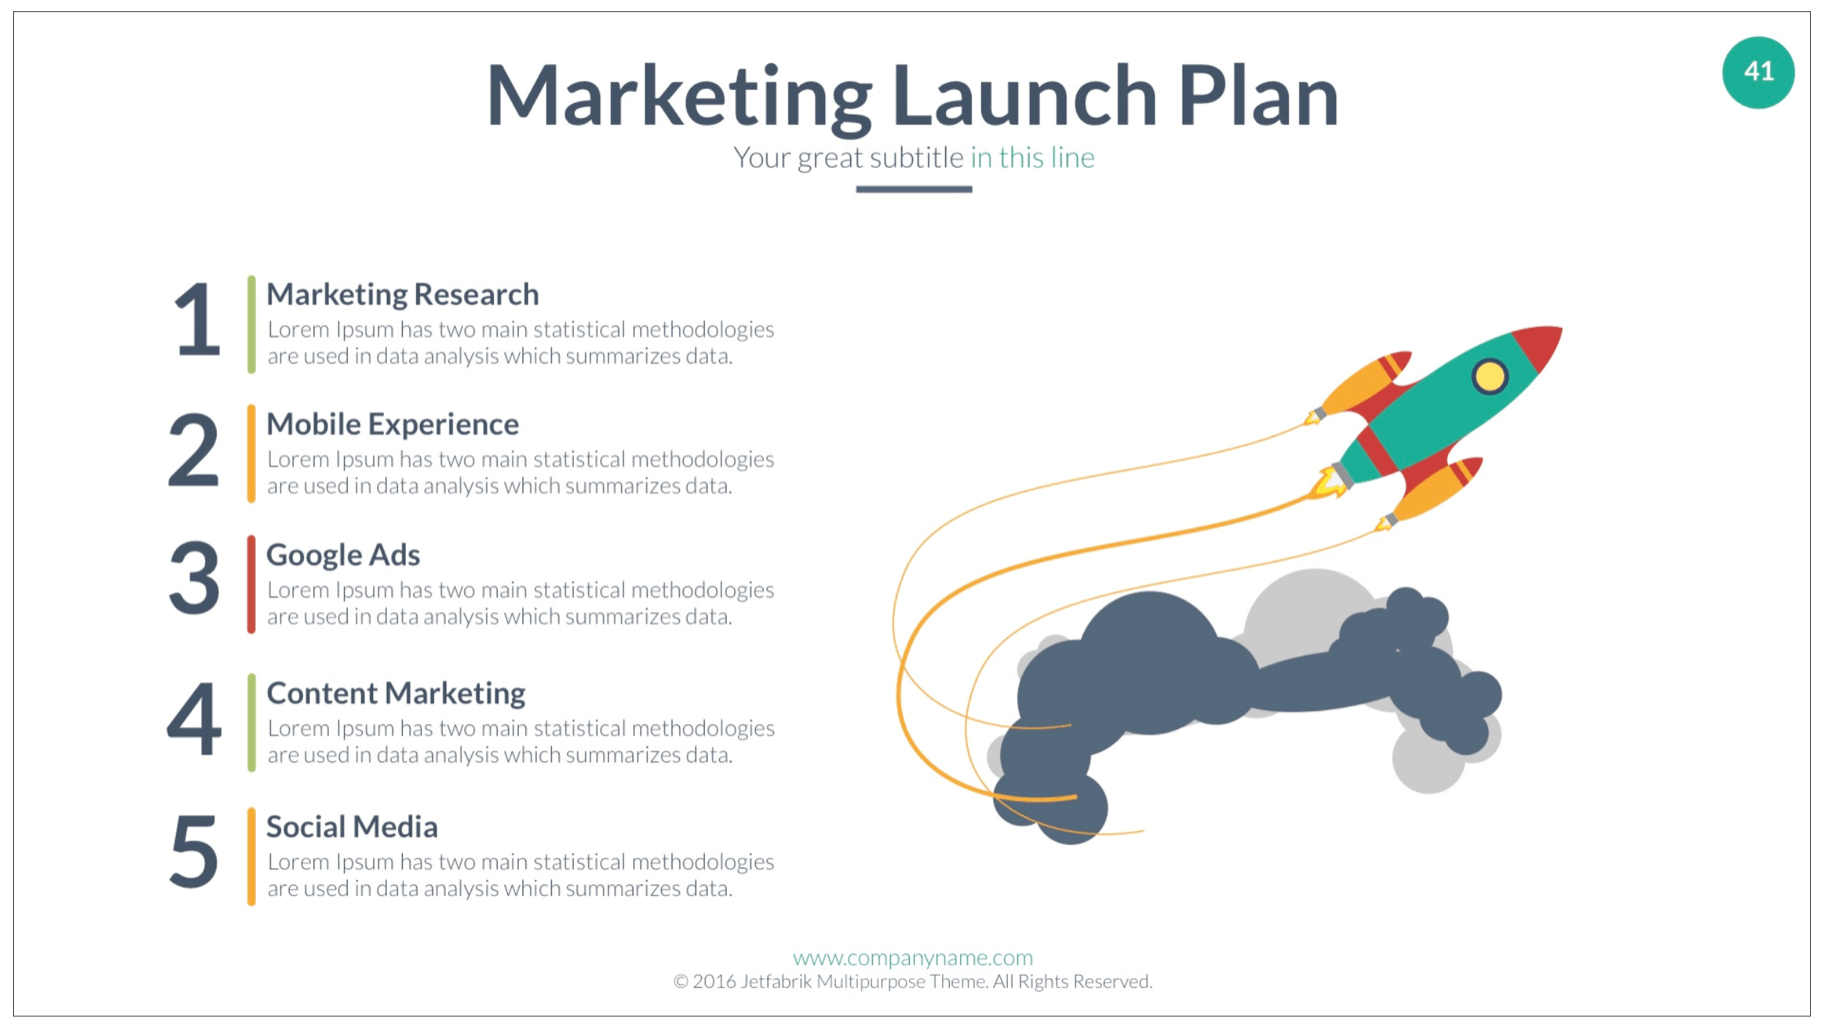 Marketing Launch Plan
41
Your great subtitle in this line
1
Marketing Research
Lorem Ipsum has two main statistical methodologies
are used in data analysis which summarizes data.
2
Mobile Experience
Lorem Ipsum has two main statistical methodologies
are used in data analysis which summarizes data.
3
Google Ads
Lorem Ipsum has two main statistical methodologies
are used in data analysis which summarizes data.
4
Content Marketing
Lorem Ipsum has two main statistical methodologies
are used in data analysis which summarizes data.
5
Social Media
Lorem Ipsum has two main statistical methodologies
are used in data analysis which summarizes data.
www.companyname.com
© 2016 Jetfabrik Multipurpose Theme. All Rights Reserved.